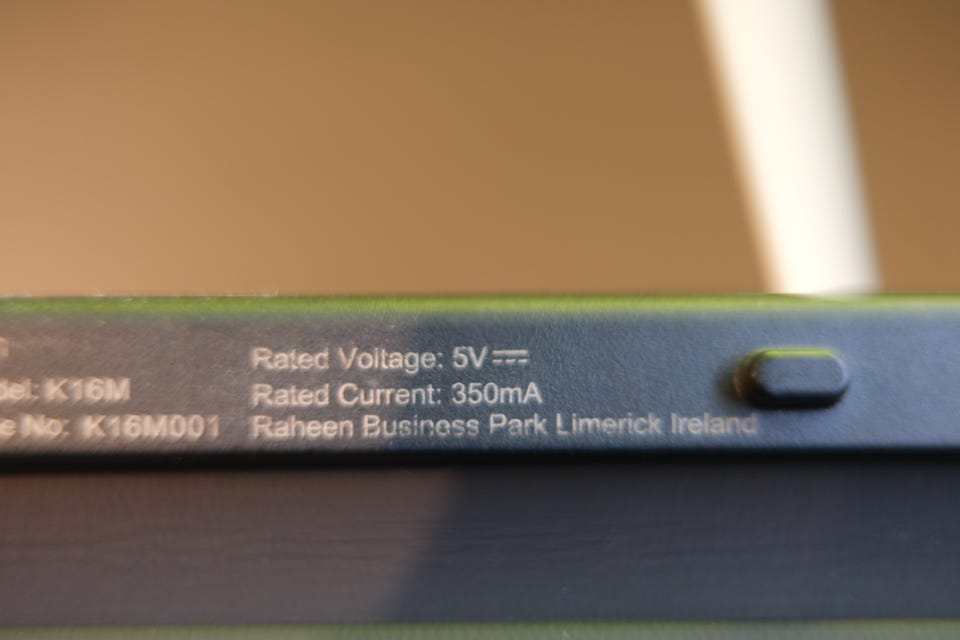 Rated Voltage: 5V⎓
del: K16M Rated Current: 350mA
e No: K16M001 Raheen Business Park Limerick Ireland